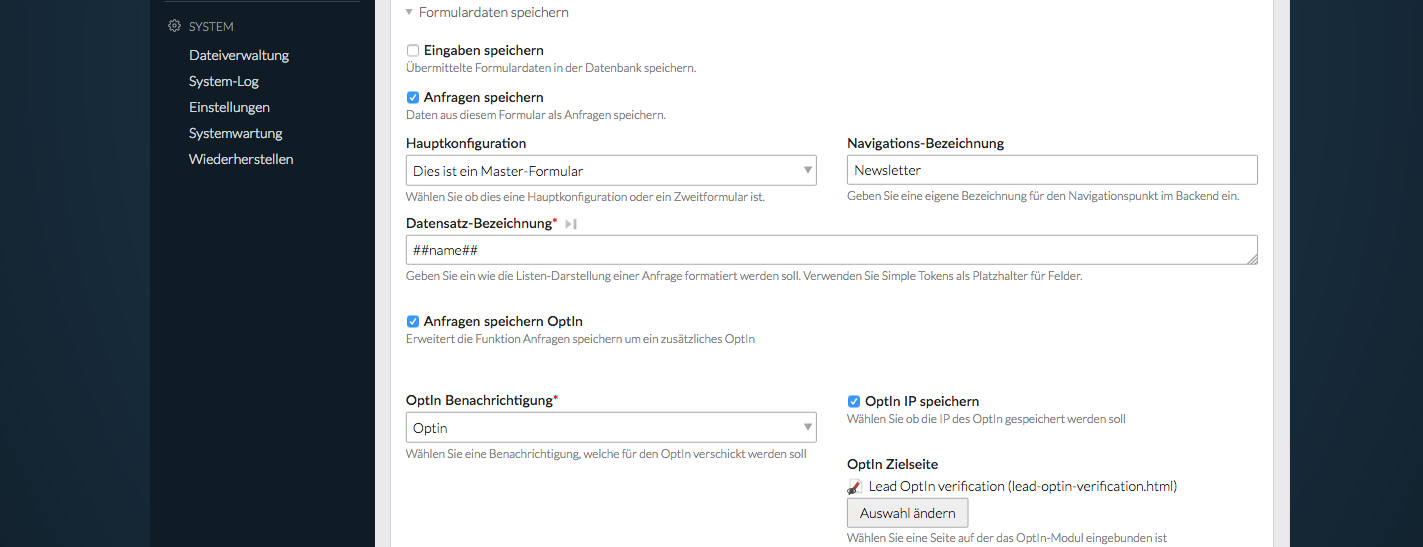 SYSTEM
Dateiverwaltung
System-Log
Einstellungen
Systemwartung
Wiederherstellen
Formulardaten speichern
Eingaben speichern
Übermittelte Formulardaten in der Datenbank speichern.
Anfragen speichern
Daten aus diesem Formular als Anfragen speichern.
Hauptkonfiguration
Dies ist ein Master-Formular
Wählen Sie ob dies eine Hauptkonfiguration oder ein Zweitformular ist.
Navigations-Bezeichnung
Newsletter
Geben Sie eine eigene Bezeichnung für den Navigationspunkt im Backend ein.
Datensatz-Bezeichnung*
##name##
Geben Sie ein wie die Listen-Darstellung einer Anfrage formatiert werden soll. Verwenden Sie Simple Tokens als Platzhalter für Felder.
Anfragen speichern OptIn
Erweitert die Funktion Anfragen speichern um ein zusätzliches OptIn
OptIn Benachrichtigung*
Optin
Wählen Sie eine Benachrichtigung, welche für den OptIn verschickt werden soll
OptIn IP speichern
Wählen Sie ob die IP des OptIn gespeichert werden soll
OptIn Zielseite
Lead OptIn verification (lead-optin-verification.html)
Auswahl ändern
Wählen Sie eine Seite auf der das OptIn-Modul eingebunden ist